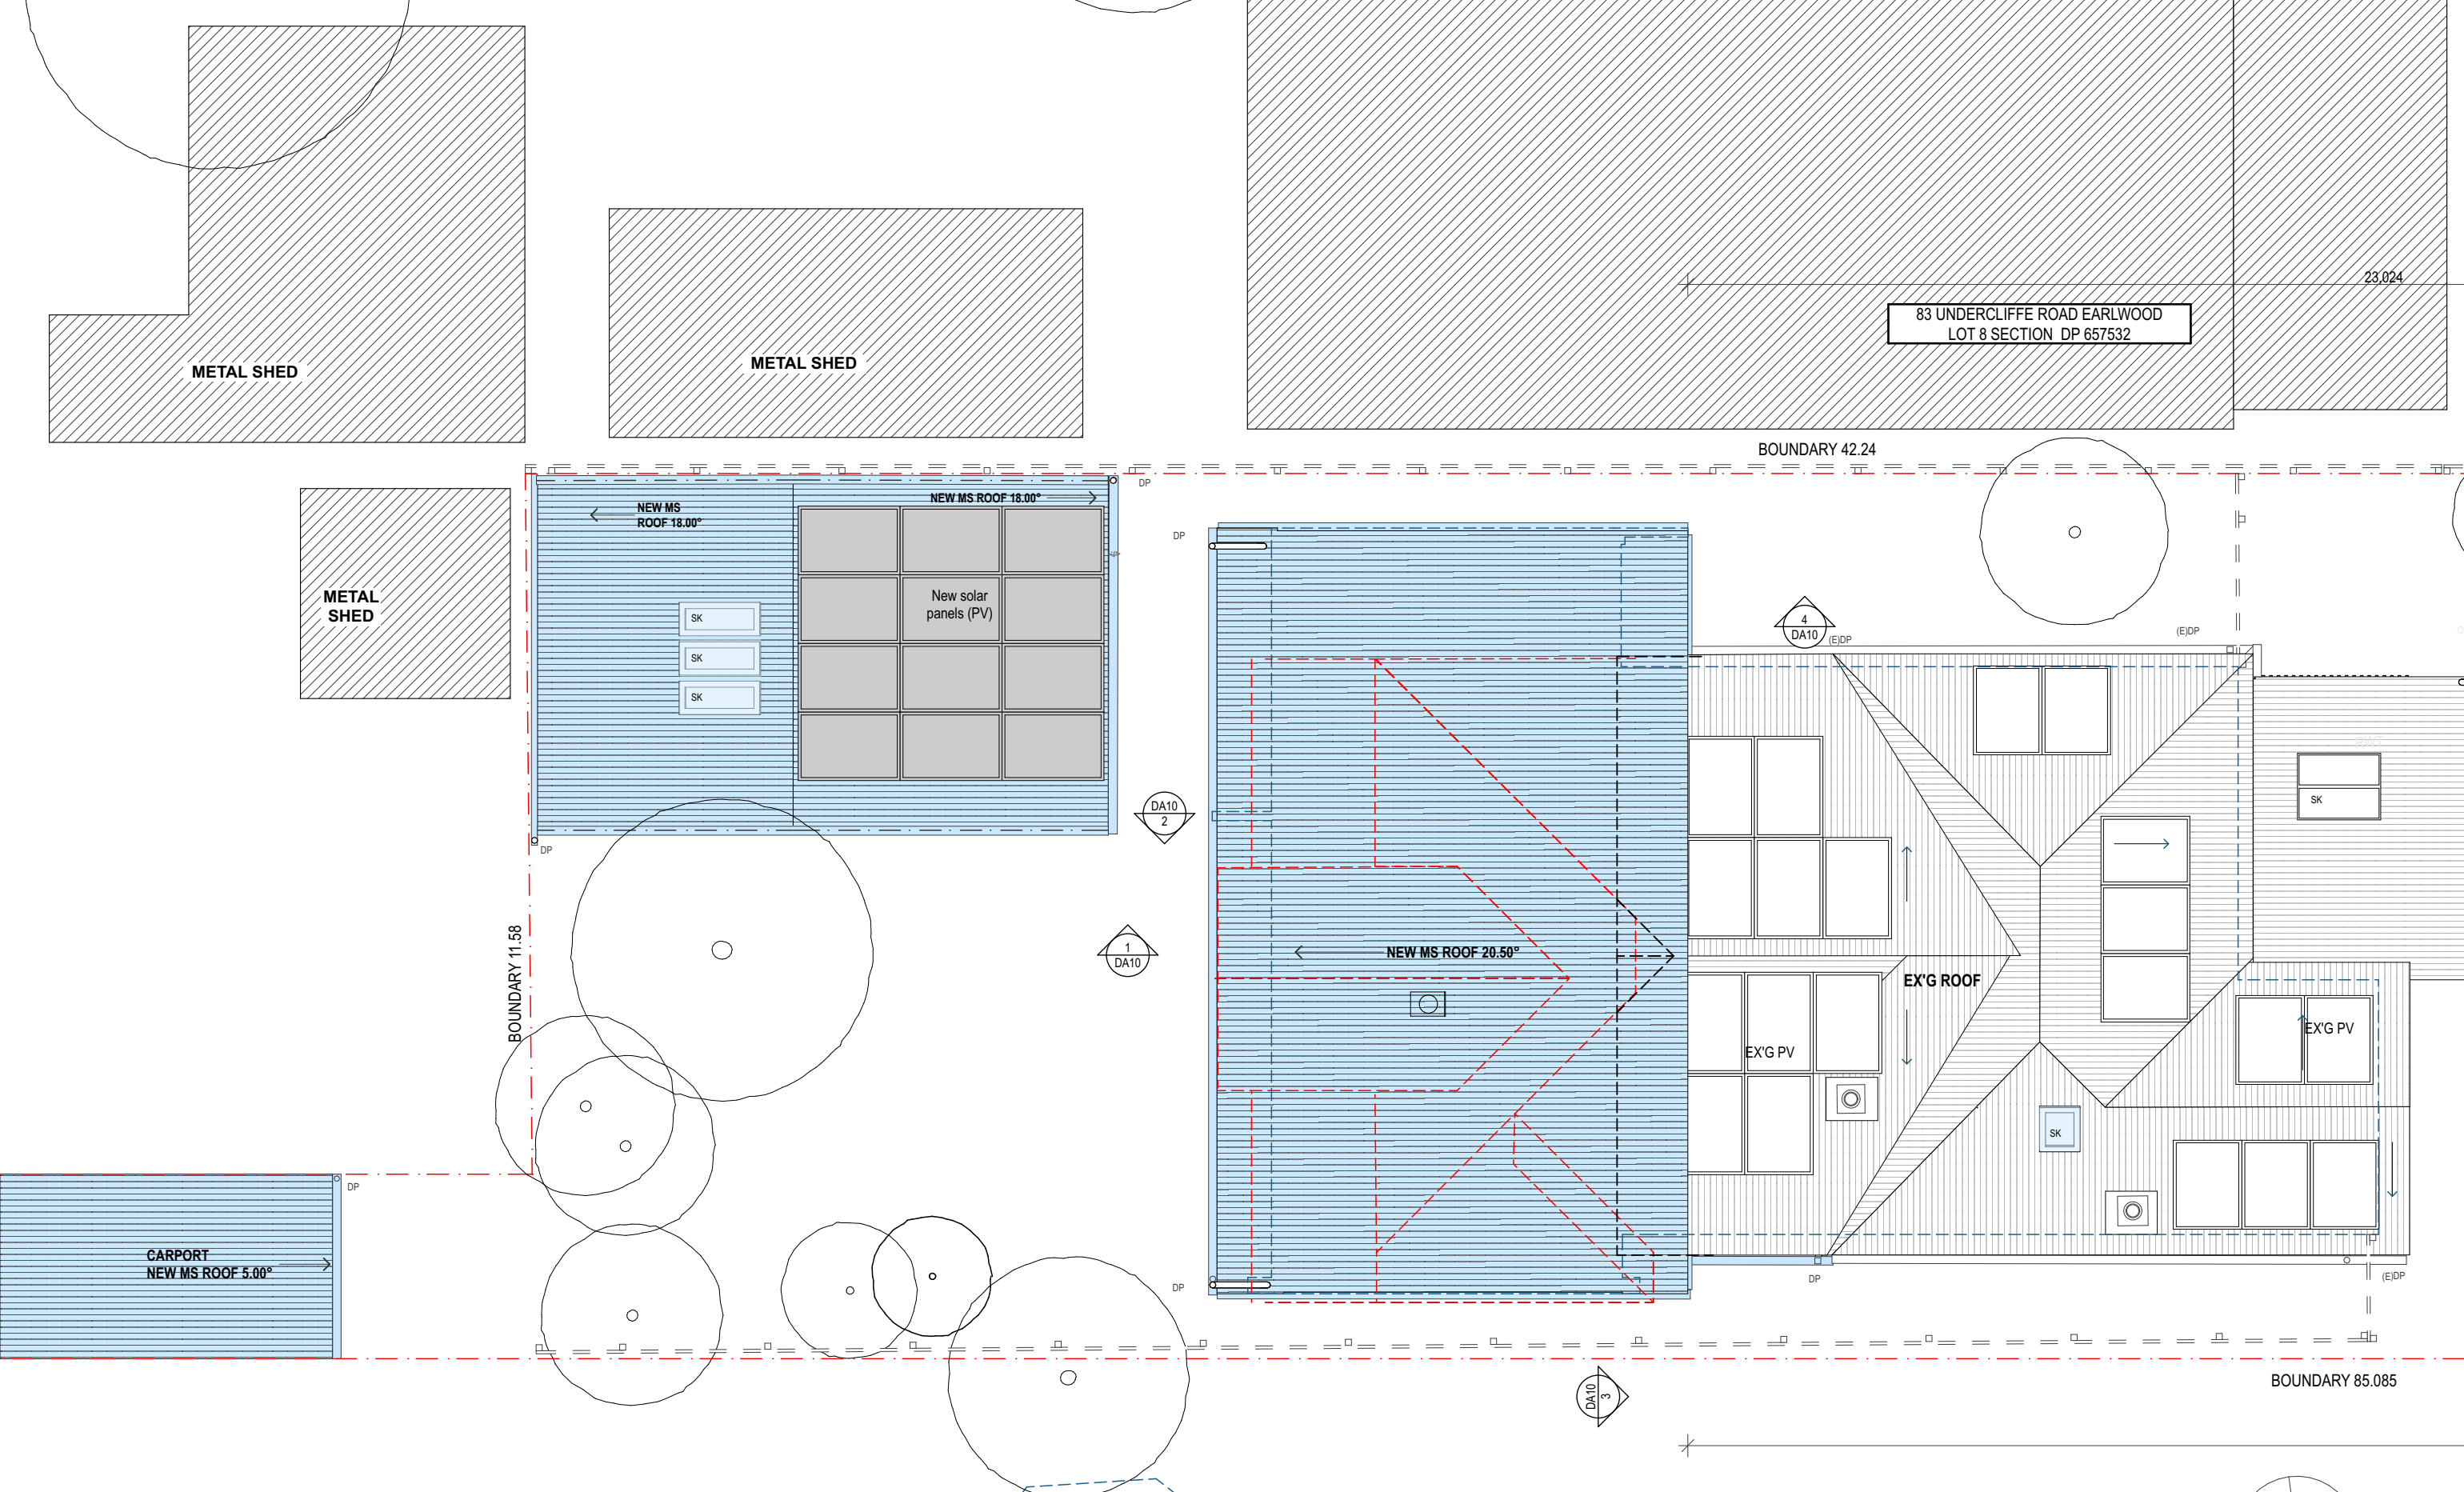 23,024
83 UNDERCLIFFE ROAD EARLWOOD
LOT 8 SECTION  DP 657532
METAL SHED
METAL SHED
BOUNDARY 42.24
DP
NEW MS
ROOF 18.00°
NEW MS ROOF 18.00°
DP
METAL
SHED
New solar
panels (PV)
SK
SK
SK
4
DA10
(E)DP
(E)DP
SK
DA10
2
DP
BOUNDARY 11.58
1
DA10
NEW MS ROOF 20.50°
EX'G ROOF
EX'G PV
EX'G PV
SK
DP
CARPORT
NEW MS ROOF 5.00°
DP
DP
(E)DP
BOUNDARY 85.085
DA10
3